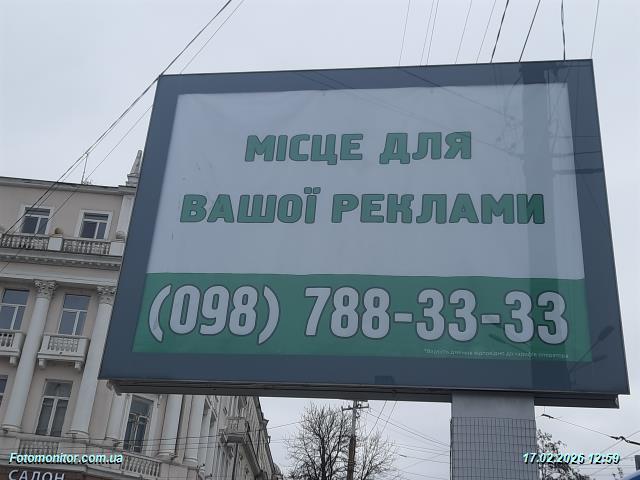 МІСЦЕ ДЛЯ
ВАШОЇ РЕКЛАМИ
(098) 788-33-33
САЛОН
Fotomonitor.com.ua
17.02.2026 12:59